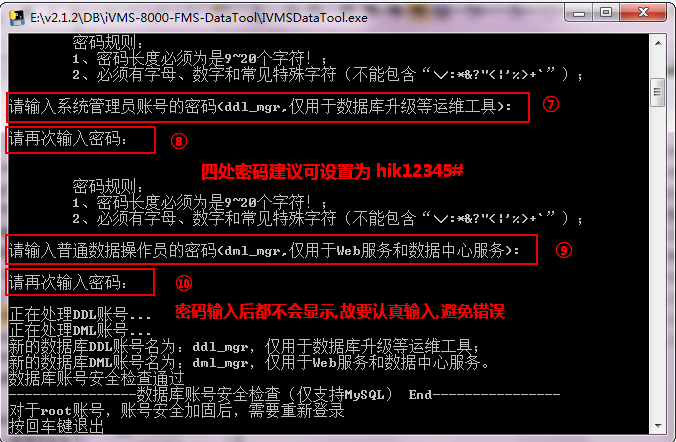 E:\v2.1.2\DB\iVMS-8000-FMS-DataTool\IVMSDataTool.exe
密码规则:
1、密码长度必须为是9~20个字符！;
2、必须有字母、数字和常见特殊字符（不能包含“\/:*&?"<|'%>+`”）;
请输入系统管理员账号的密码(ddl_mgr,仅用于数据库升级等运维工具): ⑦
请再次输入密码: ⑧
四处密码建议可设置为 hik12345#
密码规则:
1、密码长度必须为是9~20个字符！;
2、必须有字母、数字和常见特殊字符（不能包含“\/:*&?"<|'%>+`”）;
请输入普通数据操作员的密码(dml_mgr,仅用于Web服务和数据中心服务): ⑨
请再次输入密码: ⑩
正在处理DDL账号...
密码输入后都不会显示,故要认真输入,避免错误
正在处理DML账号...
新的数据库DDL账号名为：ddl_mgr, 仅用于数据库升级等运维工具;
新的数据库DML账号名为：dml_mgr, 仅用于Web服务和数据中心服务。
数据库账号安全检查通过
----------------数据库账号安全检查（仅支持MySQL） End----------------
对于root账号，账号安全加固后，需要重新登录
按回车键退出